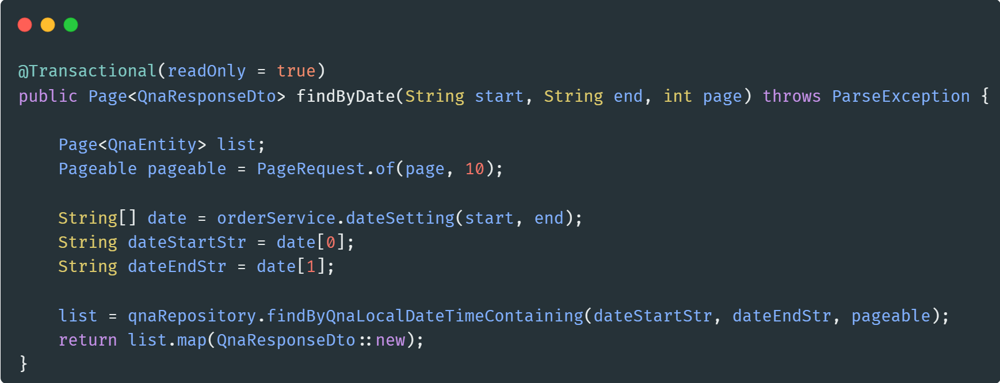 @Transactional(readOnly = true)
public Page<QnaResponseDto> findByDate(String start, String end, int page) throws ParseException {
Page<QnaEntity> list;
Pageable pageable = PageRequest.of(page, 10);
String[] date = orderService.dateSetting(start, end);
String dateStartStr = date[0];
String dateEndStr = date[1];
list = qnaRepository.findByQnaLocalDateTimeContaining(dateStartStr, dateEndStr, pageable);
return list.map(QnaResponseDto::new);
}